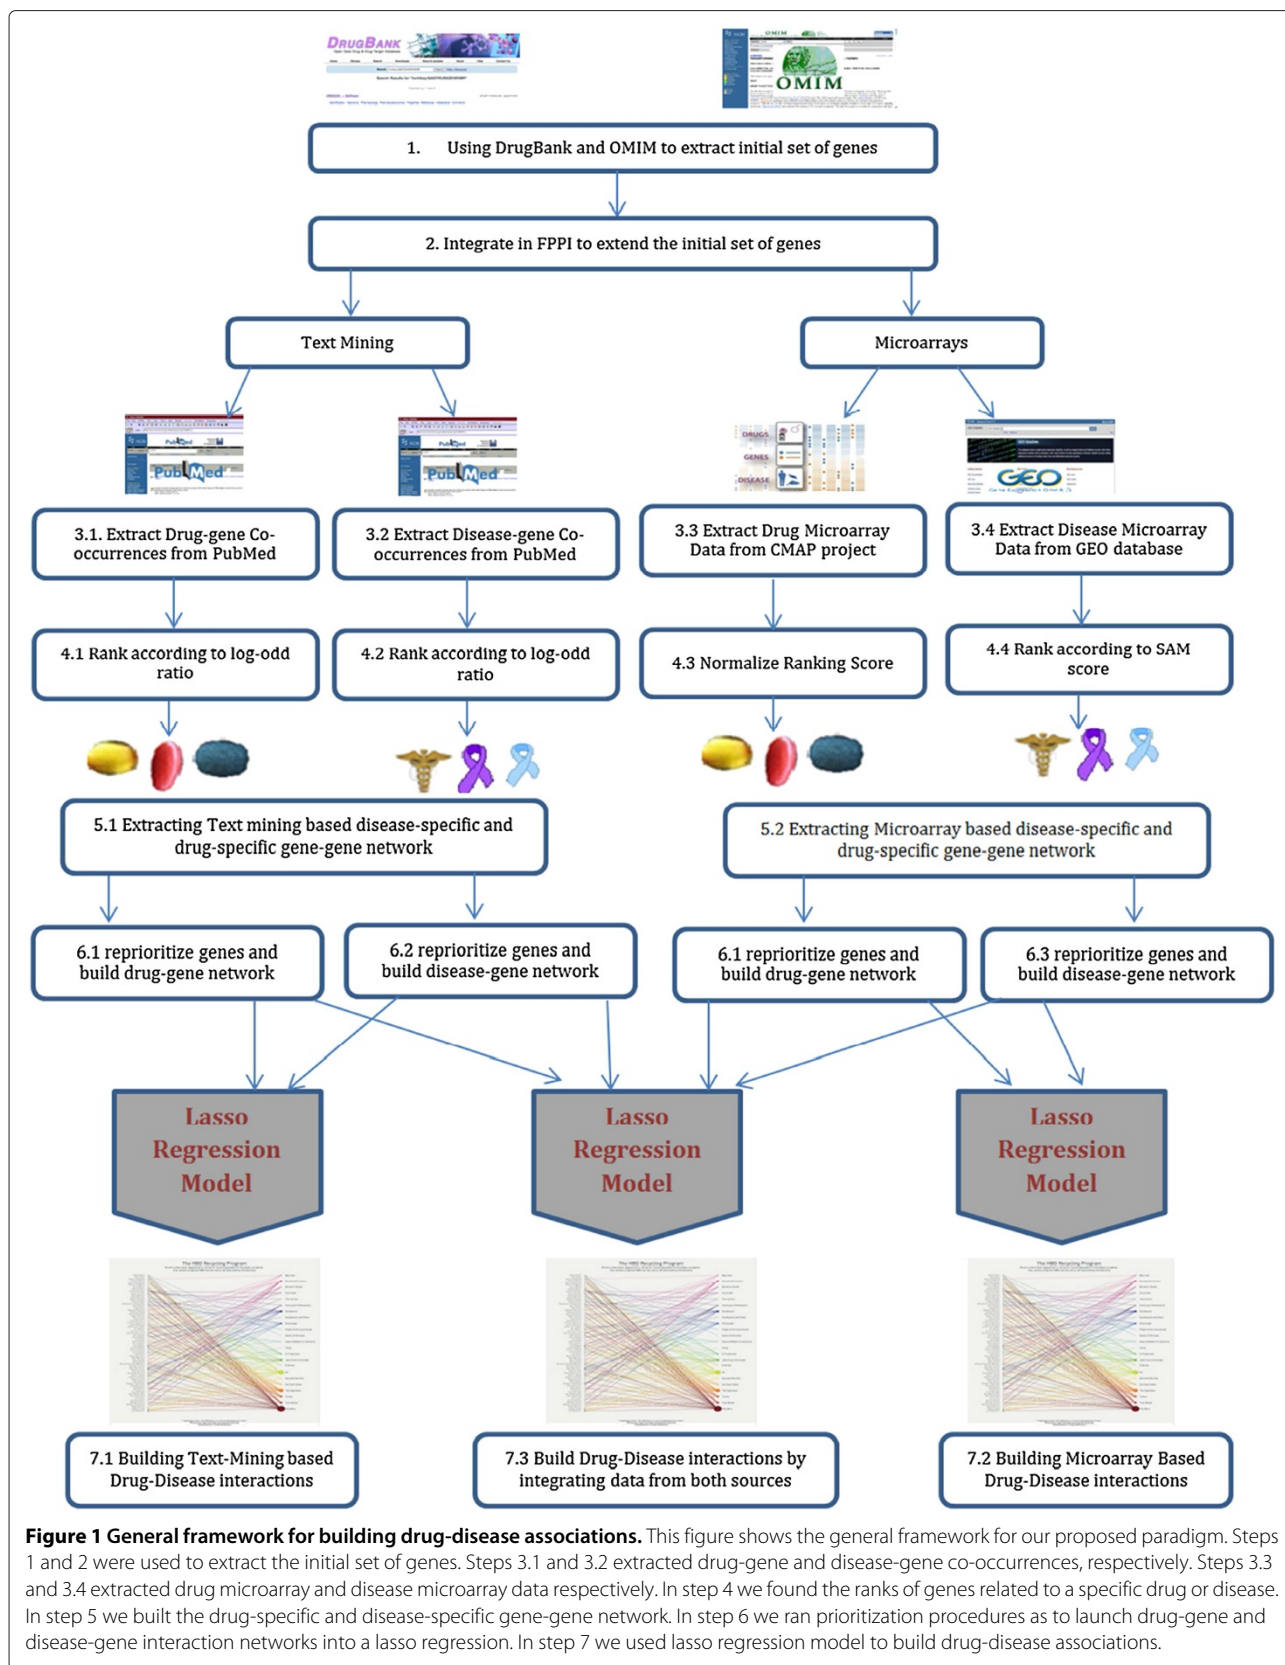 DRUGBANK
OMIM
1. Using DrugBank and OMIM to extract initial set of genes
2. Integrate in FPPI to extend the initial set of genes
Text Mining
Microarrays
PubMed
PubMed
PubMed
PubMed
DRUGS
GENES
DISEASE
GEO
3.1. Extract Drug-gene Co-
occurrences from PubMed
3.2 Extract Disease-gene Co-
occurrences from PubMed
3.3 Extract Drug Microarray
Data from CMAP project
3.4 Extract Disease Microarray
Data from GEO database
4.1 Rank according to log-odd
ratio
4.2 Rank according to log-odd
ratio
4.3 Normalize Ranking Score
4.4 Rank according to SAM
score
5.1 Extracting Text mining based disease-specific and
drug-specific gene-gene network
5.2 Extracting Microarray based disease-specific and
drug-specific gene-gene network
6.1 reprioritize genes and
build drug-gene network
6.2 reprioritize genes and
build disease-gene network
6.1 reprioritize genes and
build drug-gene network
6.3 reprioritize genes and
build disease-gene network
Lasso
Regression
Model
Lasso
Regression
Model
Lasso
Regression
Model
The HBO Recycling Program
The HBO Recycling Program
The HBO Recycling Program
7.1 Building Text-Mining based
Drug-Disease interactions
7.3 Build Drug-Disease interactions by
integrating data from both sources
7.2 Building Microarray Based
Drug-Disease interactions
Figure 1 General framework for building drug-disease associations. This figure shows the general framework for our proposed paradigm. Steps
1 and 2 were used to extract the initial set of genes. Steps 3.1 and 3.2 extracted drug-gene and disease-gene co-occurrences, respectively. Steps 3.3
and 3.4 extracted drug microarray and disease microarray data respectively. In step 4 we found the ranks of genes related to a specific drug or disease.
In step 5 we built the drug-specific and disease-specific gene-gene network. In step 6 we ran prioritization procedures as to launch drug-gene and
disease-gene interaction networks into a lasso regression. In step 7 we used lasso regression model to build drug-disease associations.